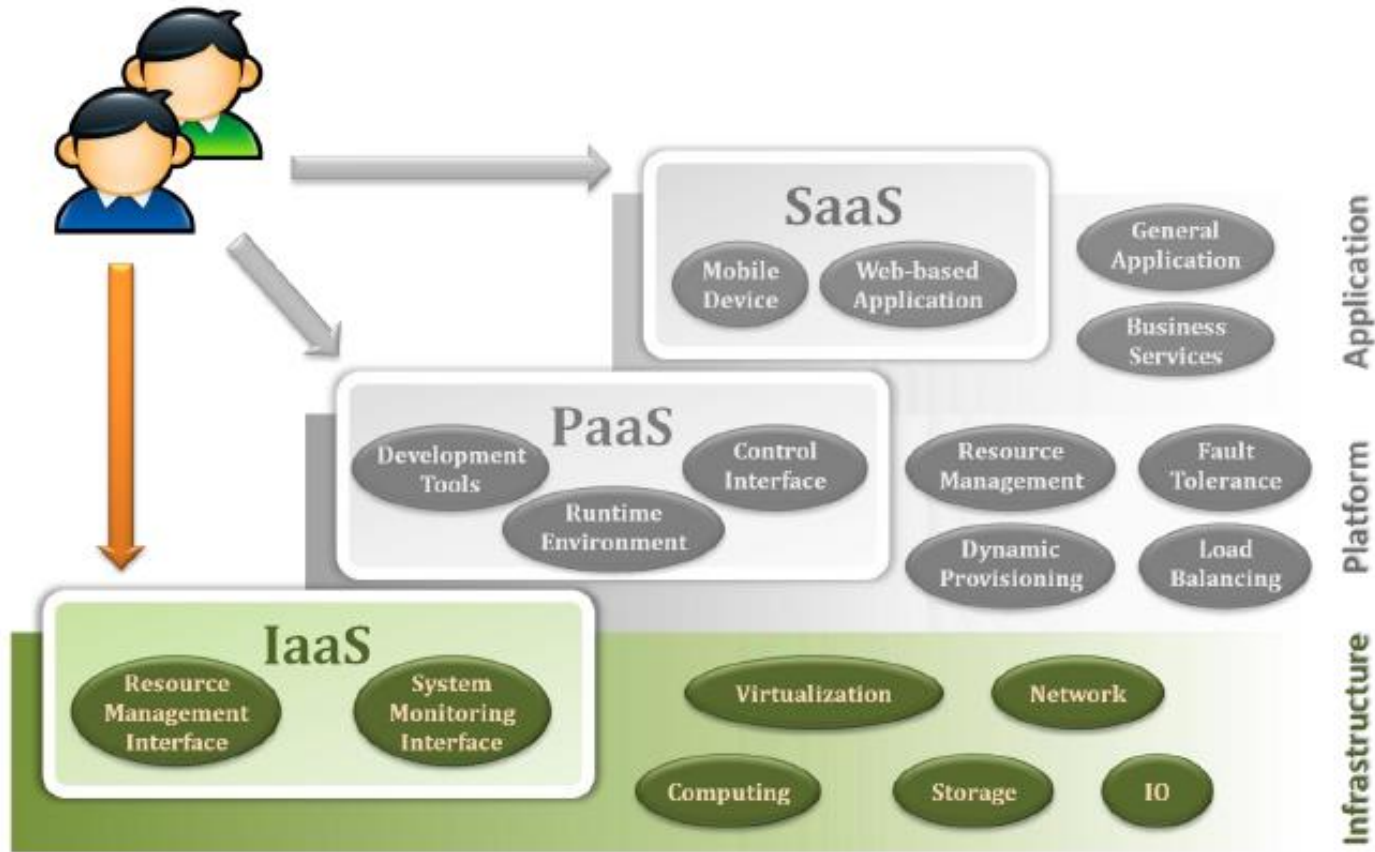 SaaS
Mobile
Device
Web-based
Application
General
Application
Business
Services
Application
PaaS
Development
Tools
Runtime
Environment
Control
Interface
Resource
Management
Fault
Tolerance
Dynamic
Provisioning
Load
Balancing
Platform
IaaS
Resource
Management
Interface
System
Monitoring
Interface
Virtualization
Network
Computing
Storage
IO
Infrastructure